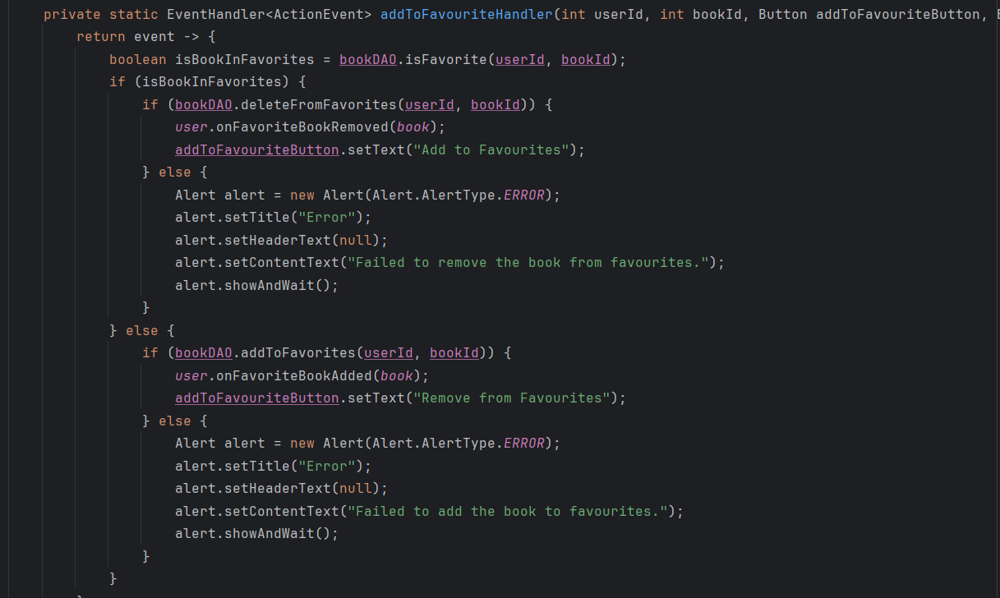 private static EventHandler<ActionEvent> addToFavouriteHandler(int userId, int bookId, Button addToFavouriteButton,
return event -> {
boolean isBookInFavorites = bookDAO.isFavorite(userId, bookId);
if (isBookInFavorites) {
if (bookDAO.deleteFromFavorites(userId, bookId)) {
user.onFavoriteBookRemoved(book);
addToFavouriteButton.setText("Add to Favourites");
} else {
Alert alert = new Alert(Alert.AlertType.ERROR);
alert.setTitle("Error");
alert.setHeaderText(null);
alert.setContentText("Failed to remove the book from favourites.");
alert.showAndWait();
}
} else {
if (bookDAO.addToFavorites(userId, bookId)) {
user.onFavoriteBookAdded(book);
addToFavouriteButton.setText("Remove from Favourites");
} else {
Alert alert = new Alert(Alert.AlertType.ERROR);
alert.setTitle("Error");
alert.setHeaderText(null);
alert.setContentText("Failed to add the book to favourites.");
alert.showAndWait();
}
}